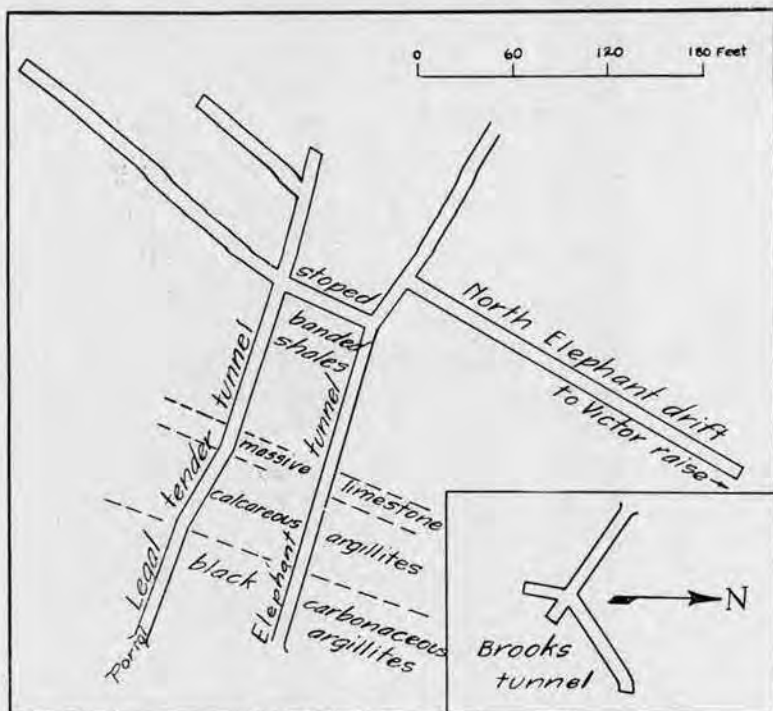 0 60 120 180 Feet
stoped
banded
shales
North Elephant drift
to Victor raise
Legal tender tunnel
Elephant tunnel
massive limestone
calcareous argillites
black carbonaceous
argillites
Portal
N
Brooks
tunnel